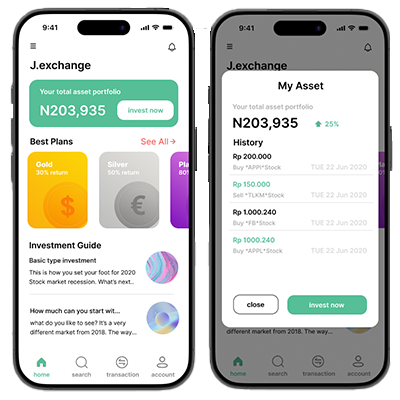 9:41
J.exchange
Your total asset portfolio
N203,935
invest now
Best Plans
See All
Gold
30% return
Silver
50% return
Pla
80%
Investment Guide
Basic type investment
This is how you set your foot for 2020
Stock market recession. What's next...
How much can you start wit...
what do you like to see? It's a very
different market from 2018. The way...
home
search
transaction
account
9:41
J.exchange
My Asset
Your total asset portfolio
N203,935
25%
History
Rp 200.000
Buy "APPL"Stock
TUE 22 Jun 2020
Rp 150.000
Sell "TLKM"Stock
TUE 22 Jun 2020
Rp 1.000.240
Buy "FB"Stock
TUE 22 Jun 2020
Rp 1000.240
Buy "APPL"Stock
TUE 22 Jun 2020
close
invest now
different market from 2018. The way...
home
search
transaction
account